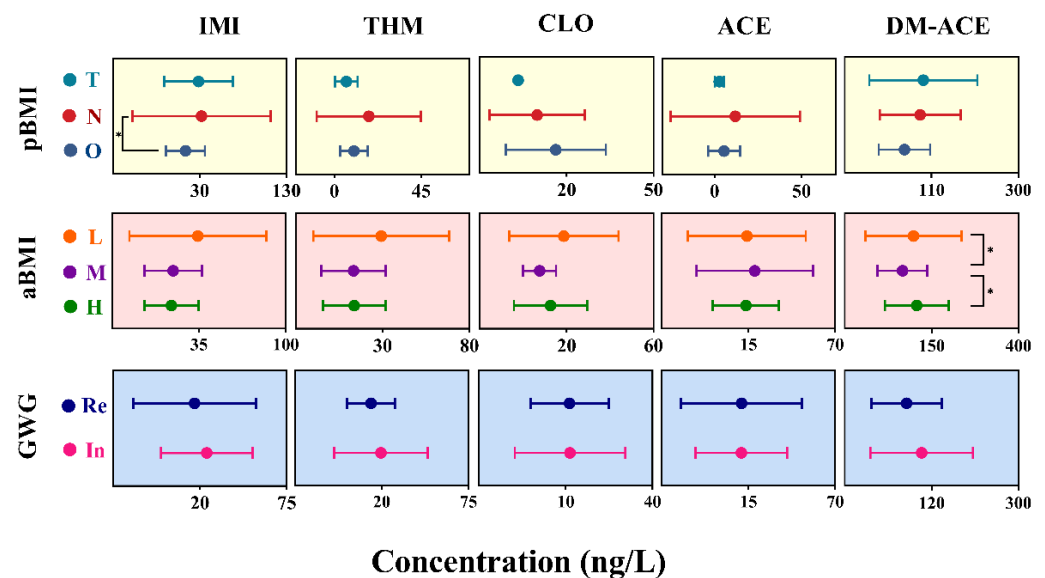 IMI THM CLO ACE DM-ACE
pBMI
T
N
*
O
30 130 0 45 20 50 0 50 110 300
aBMI
L
*
M
*
H
35 100 30 80 20 60 15 70 150 400
GWG
Re
In
20 75 20 75 10 40 15 70 120 300
Concentration (ng/L)